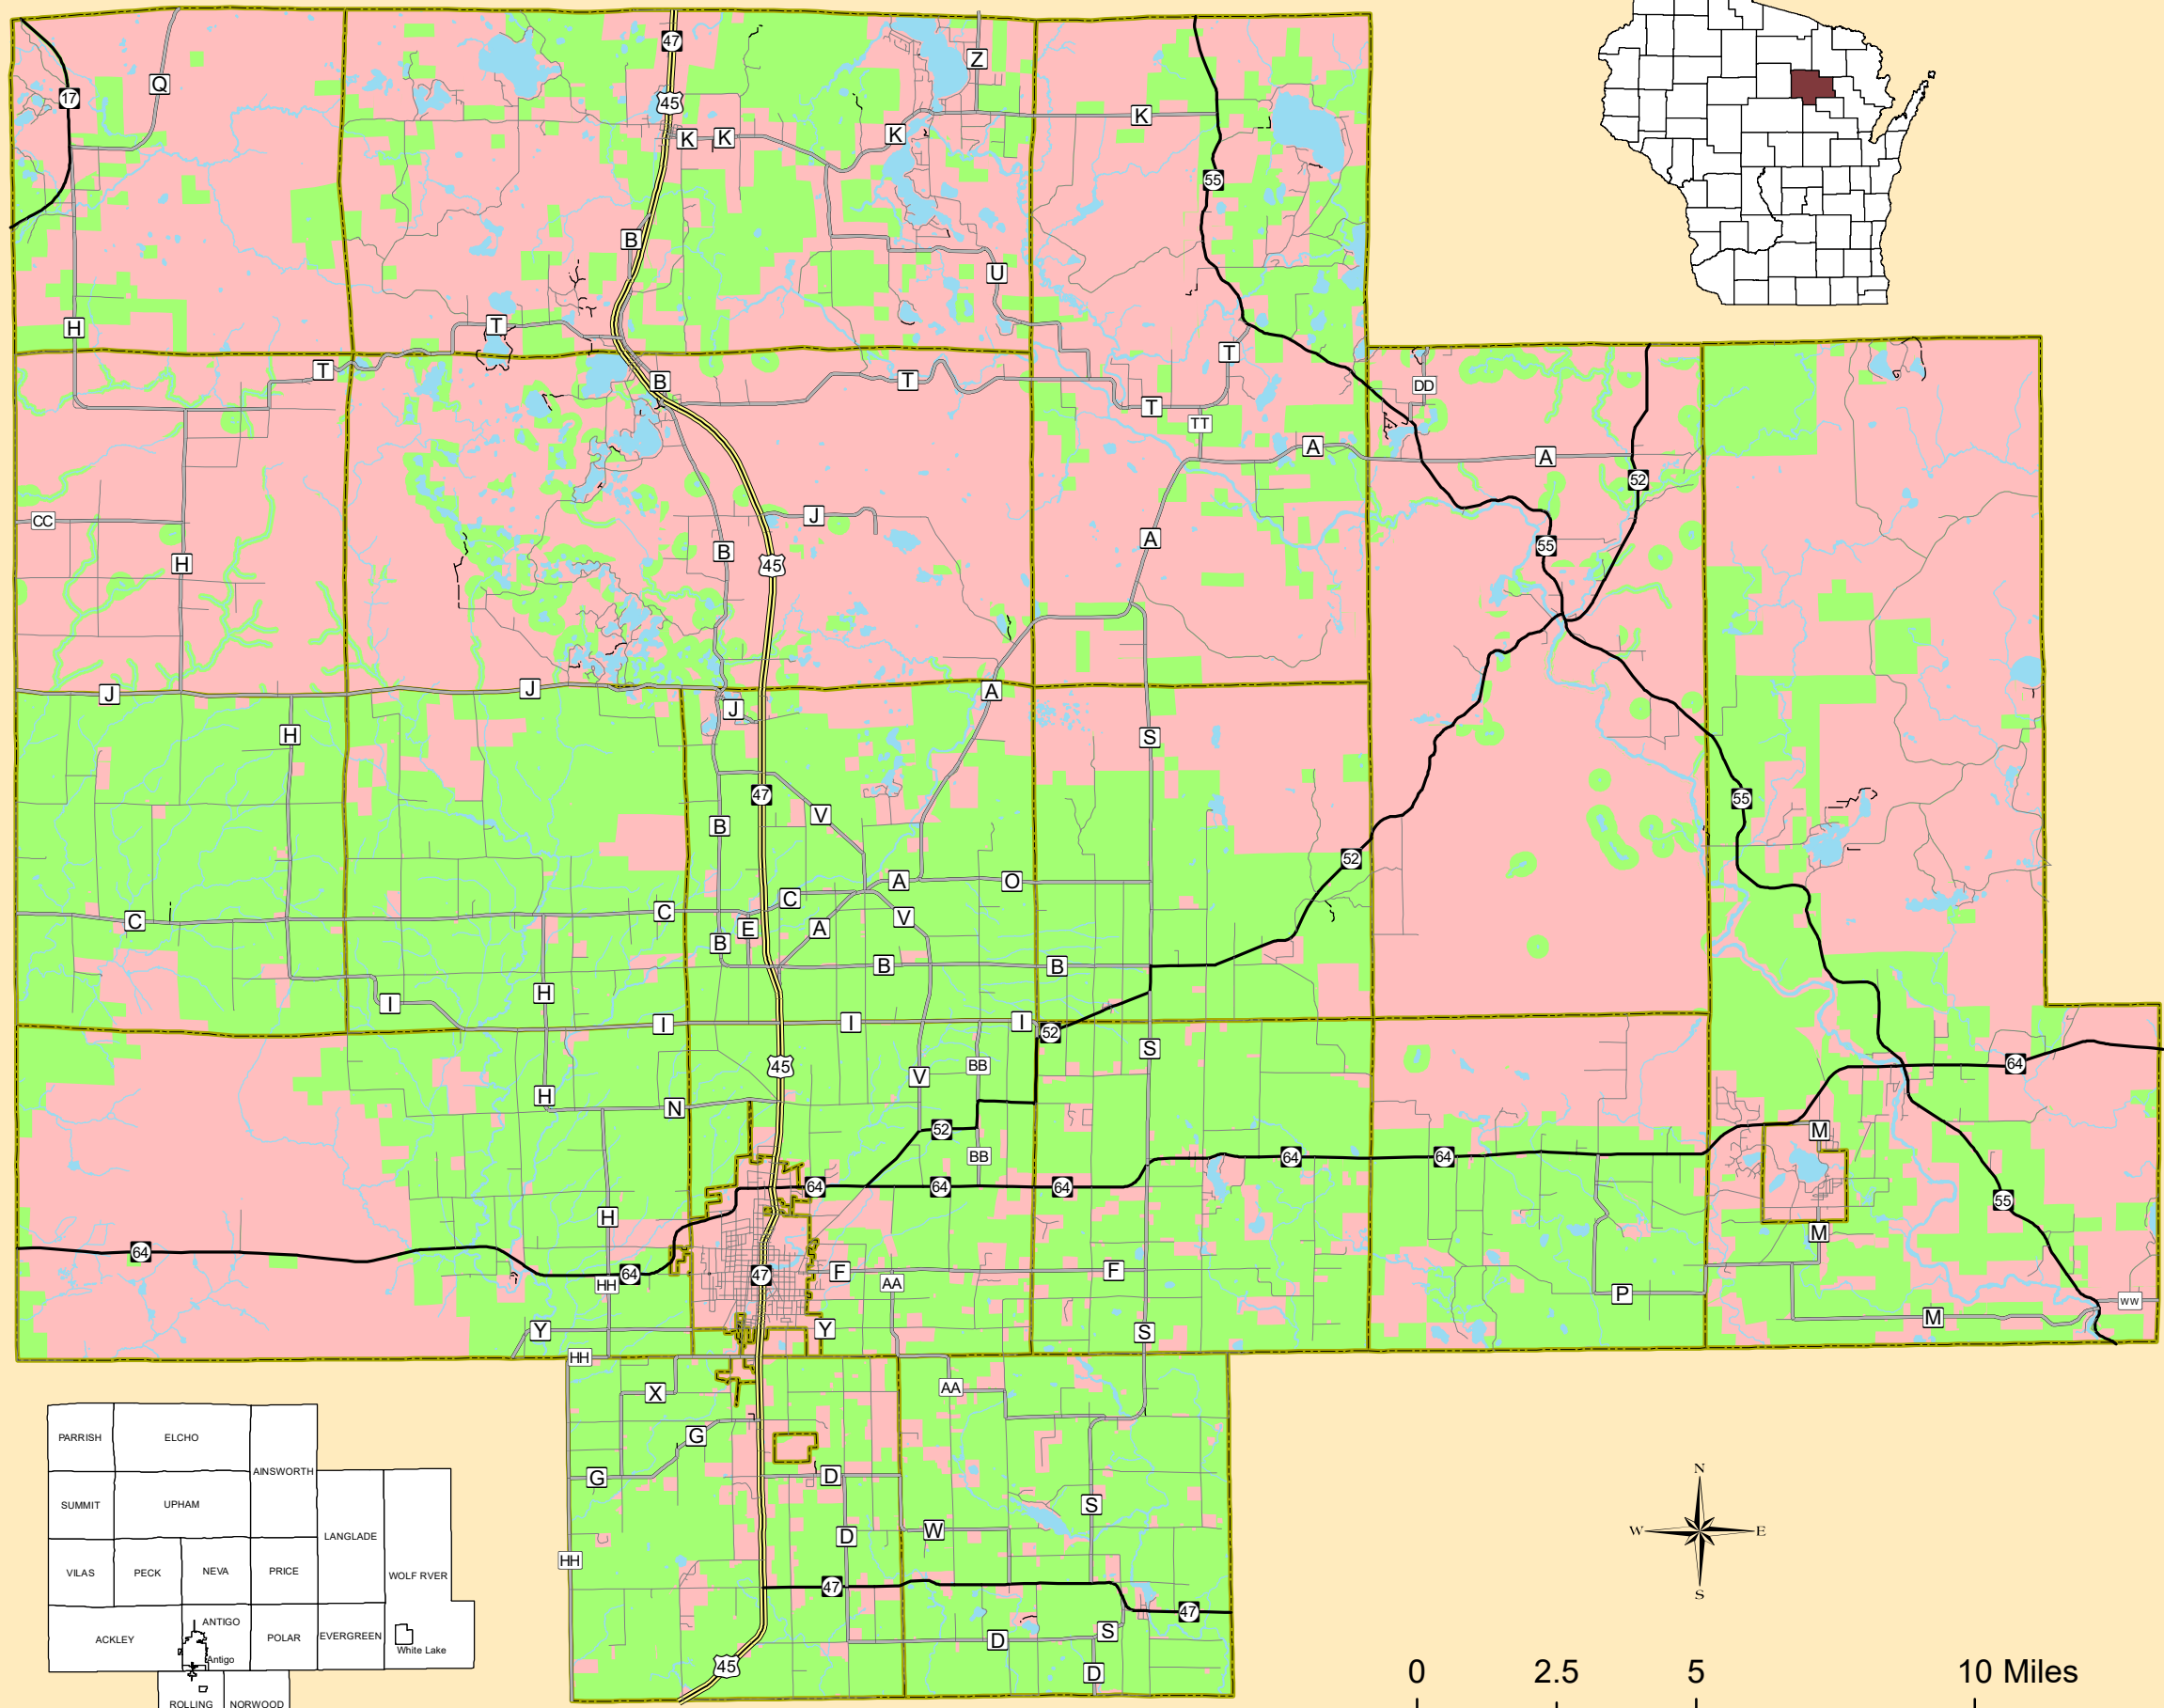 47
Z
Q
17
45
K
K
K
K
55
B
U
H
T
T
T
B
T
DD
T
TT
A
A
52
CC
J
A
B
55
H
45
J
J
A
J
H
S
47
55
V
B
52
A
O
C
C
C
V
E
A
B
B
B
H
I
I
I
I
52
S
45
BB
64
V
H
N
52
M
BB
64
64
64
64
64
55
H
M
64
F
F
64
47
HH
AA
P
WW
M
Y
Y
S
HH
AA
X
G
G
D
S
W
D
HH
47
47
S
D
45
D
PARRISH
ELCHO
AINSWORTH
SUMMIT
UPHAM
LANGLADE
VILAS
PECK
NEVA
PRICE
WOLF RVER
ANTIGO
ACKLEY
POLAR
EVERGREEN
White Lake
Antigo
ROLLING
NORWOOD
N
W
E
S
0 2.5 5 10 Miles